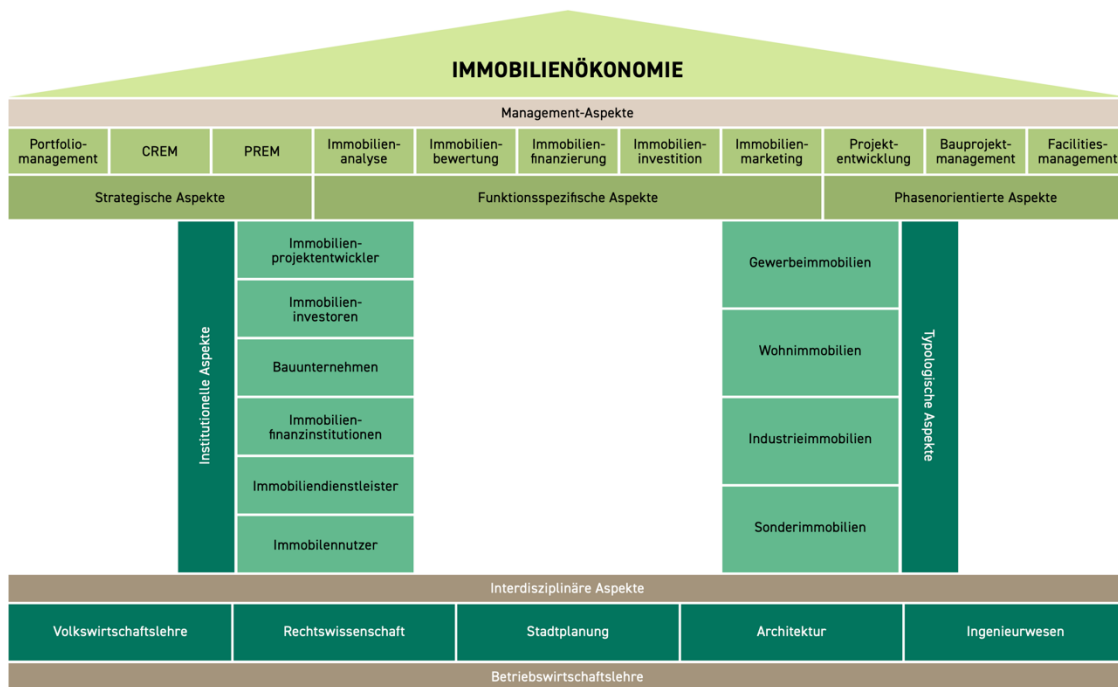 IMMOBILIENÖKONOMIE
Management-Aspekte
Portfolio-
management
CREM
PREM
Immobilien-
analyse
Immobilien-
bewertung
Immobilien-
finanzierung
Immobilien-
investition
Immobilien-
marketing
Projekt-
entwicklung
Bauprojekt-
management
Facilities-
management
Strategische Aspekte
Funktionsspezifische Aspekte
Phasenorientierte Aspekte
Institutionelle Aspekte
Immobilien-
projektentwickler
Immobilien-
investoren
Bauunternehmen
Immobilien-
finanzinstitutionen
Immobiliendienstleister
Immobilennutzer
Gewerbeimmobilien
Wohnimmobilien
Industrieimmobilien
Sonderimmobilien
Typologische Aspekte
Interdisziplinäre Aspekte
Volkswirtschaftslehre
Rechtswissenschaft
Stadtplanung
Architektur
Ingenieurwesen
Betriebswirtschaftslehre